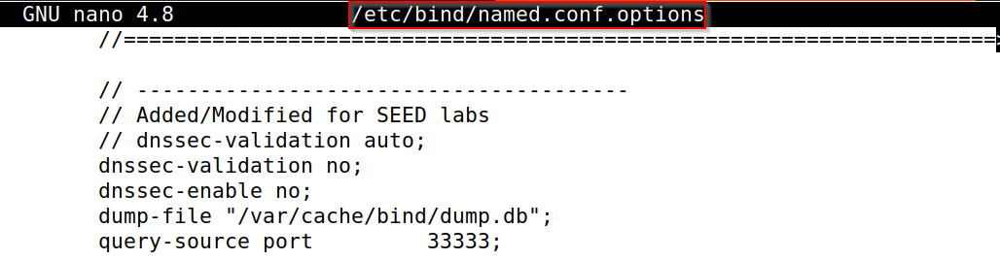 GNU nano 4.8 /etc/bind/named.conf.options
//=====================================================================>
// ---------------------------------------
// Added/Modified for SEED labs
// dnssec-validation auto;
dnssec-validation no;
dnssec-enable no;
dump-file "/var/cache/bind/dump.db";
query-source port 33333;